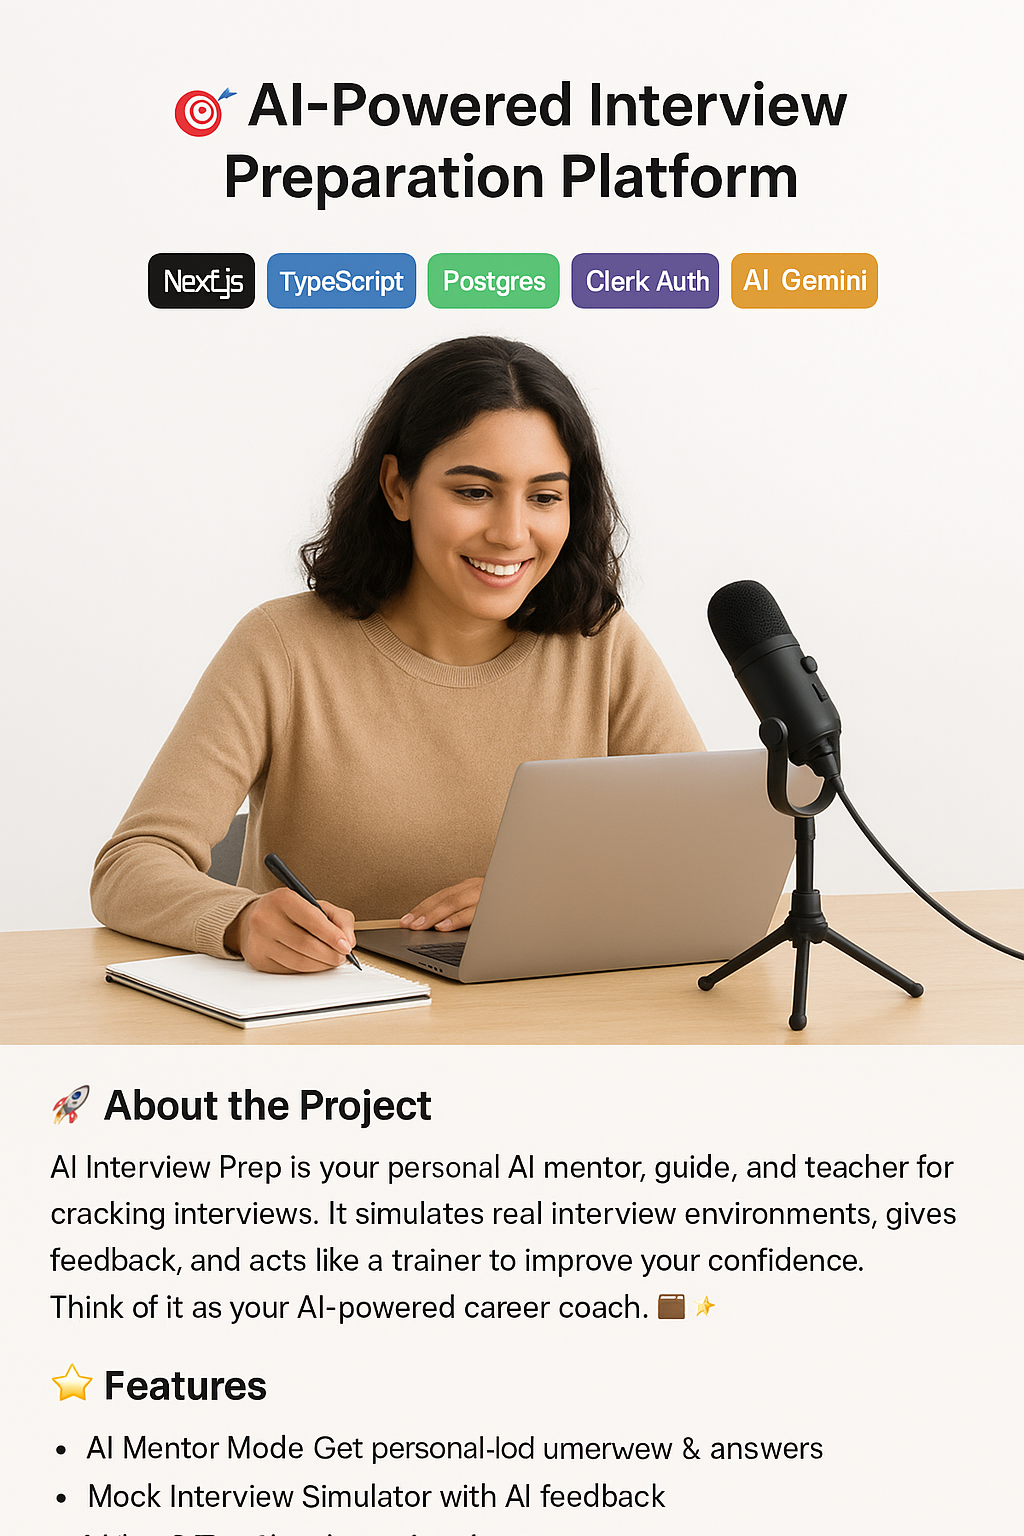 🎯 AI-Powered Interview
Preparation Platform
Next.js TypeScript Postgres Clerk Auth AI Gemini
🚀 About the Project
AI Interview Prep is your personal AI mentor, guide, and teacher for
cracking interviews. It simulates real interview environments, gives
feedback, and acts like a trainer to improve your confidence.
Think of it as your AI-powered career coach.
⭐ Features
• AI Mentor Mode Get personal-lod umerwew & answers
• Mock Interview Simulator with AI feedback